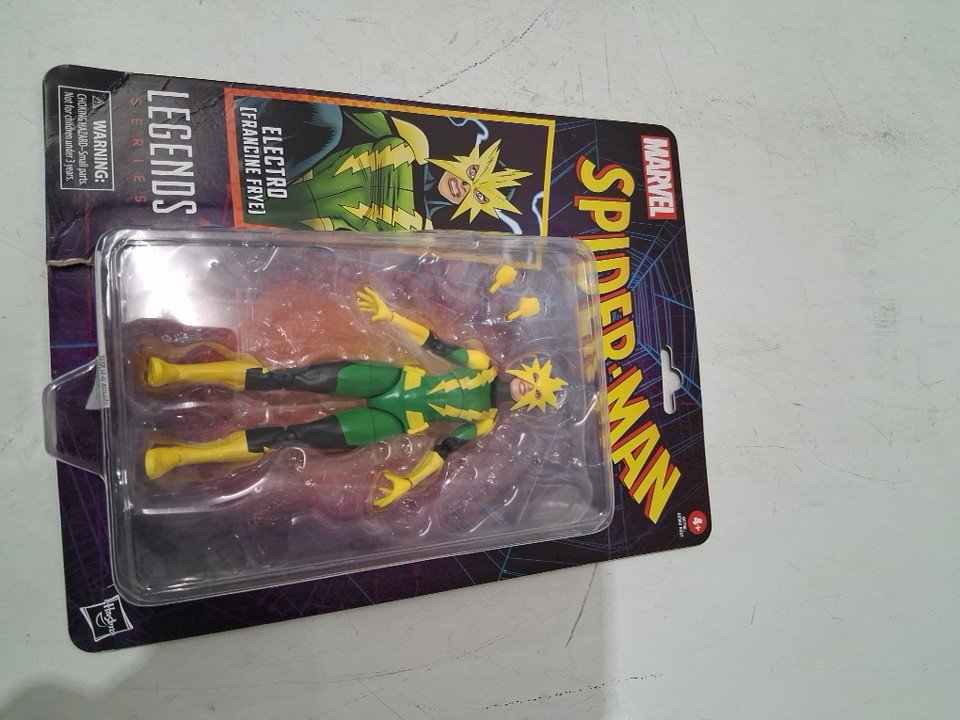 MARVEL
SPIDER-MAN
4+
ELECTRO
[FRANCINE FRYE]
LEGENDS
SERIES
WARNING:
CHOKING HAZARD–Small parts.
Not for children under 3 years.
Hasbro